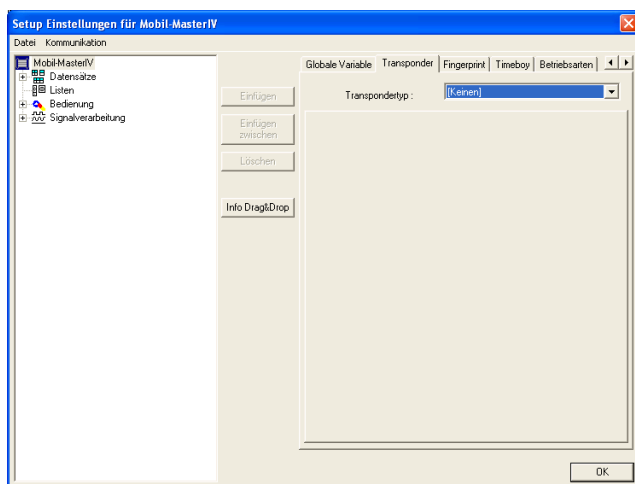 Setup Einstellungen für Mobil-MasterIV
Datei Kommunikation
Mobil-MasterIV
Datensätze
Listen
Bedienung
Signalverarbeitung
Einfügen
Einfügen
zwischen
Löschen
Info Drag&Drop
Globale Variable Transponder Fingerprint Timeboy Betriebsarten
Transpondertyp :
[Keinen]
OK